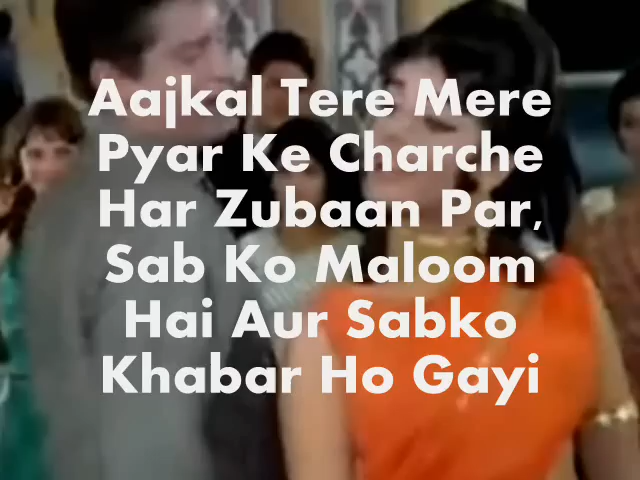 Aajkal Tere Mere
Pyar Ke Charche
Har Zubaan Par,
Sab Ko Maloom
Hai Aur Sabko
Khabar Ho Gayi